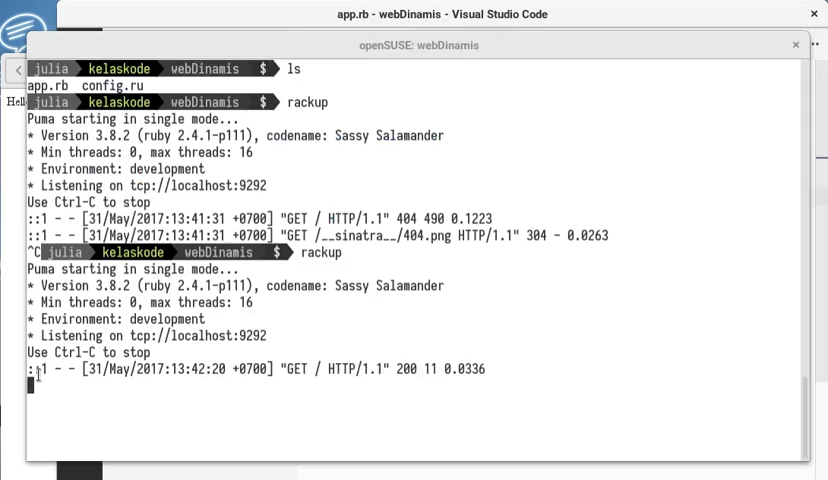 app.rb - webDinamis - Visual Studio Code
openSUSE: webDinamis
julia kelaskode webDinamis $ ls
app.rb config.ru
julia kelaskode webDinamis $ rackup
Puma starting in single mode...
* Version 3.8.2 (ruby 2.4.1-p111), codename: Sassy Salamander
* Min threads: 0, max threads: 16
* Environment: development
* Listening on tcp://localhost:9292
Use Ctrl-C to stop
::1 - - [31/May/2017:13:41:31 +0700] "GET / HTTP/1.1" 404 490 0.1223
::1 - - [31/May/2017:13:41:31 +0700] "GET /__sinatra__/404.png HTTP/1.1" 304 - 0.0263
^C julia kelaskode webDinamis $ rackup
Puma starting in single mode...
* Version 3.8.2 (ruby 2.4.1-p111), codename: Sassy Salamander
* Min threads: 0, max threads: 16
* Environment: development
* Listening on tcp://localhost:9292
Use Ctrl-C to stop
::1 - - [31/May/2017:13:42:20 +0700] "GET / HTTP/1.1" 200 11 0.0336